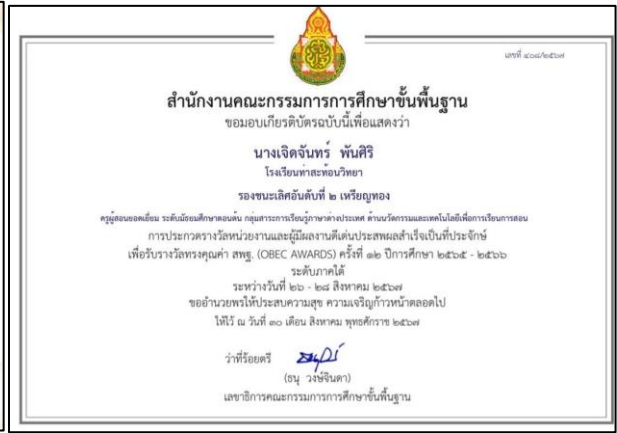 เลขที่ ๔๐๘/๒๕๖๗
สำนักงานคณะกรรมการการศึกษาขั้นพื้นฐาน
ขอมอบเกียรติบัตรฉบับนี้เพื่อแสดงว่า
นางเจิดจันทร์ พันศิริ
โรงเรียนท่าสะท้อนวิทยา
รองชนะเลิศอันดับที่ ๒ เหรียญทอง
ครูผู้สอนยอดเยี่ยม ระดับมัธยมศึกษาตอนต้น กลุ่มสาระการเรียนรู้ภาษาต่างประเทศ ด้านนวัตกรรมและเทคโนโลยีเพื่อการเรียนการสอน
การประกวดรางวัลหน่วยงานและผู้มีผลงานดีเด่นประสพผลสำเร็จเป็นที่ประจักษ์
เพื่อรับรางวัลทรงคุณค่า สพฐ. (OBEC AWARDS) ครั้งที่ ๑๒ ปีการศึกษา ๒๕๖๕ - ๒๕๖๖
ระดับภาคใต้
ระหว่างวันที่ ๒๖ - ๒๘ สิงหาคม ๒๕๖๗
ขออำนวยพรให้ประสบความสุข ความเจริญก้าวหน้าตลอดไป
ให้ไว้ ณ วันที่ ๓๐ เดือน สิงหาคม พุทธศักราช ๒๕๖๗
ว่าที่ร้อยตรี
(ธนุ วงษ์จินดา)
เลขาธิการคณะกรรมการการศึกษาขั้นพื้นฐาน